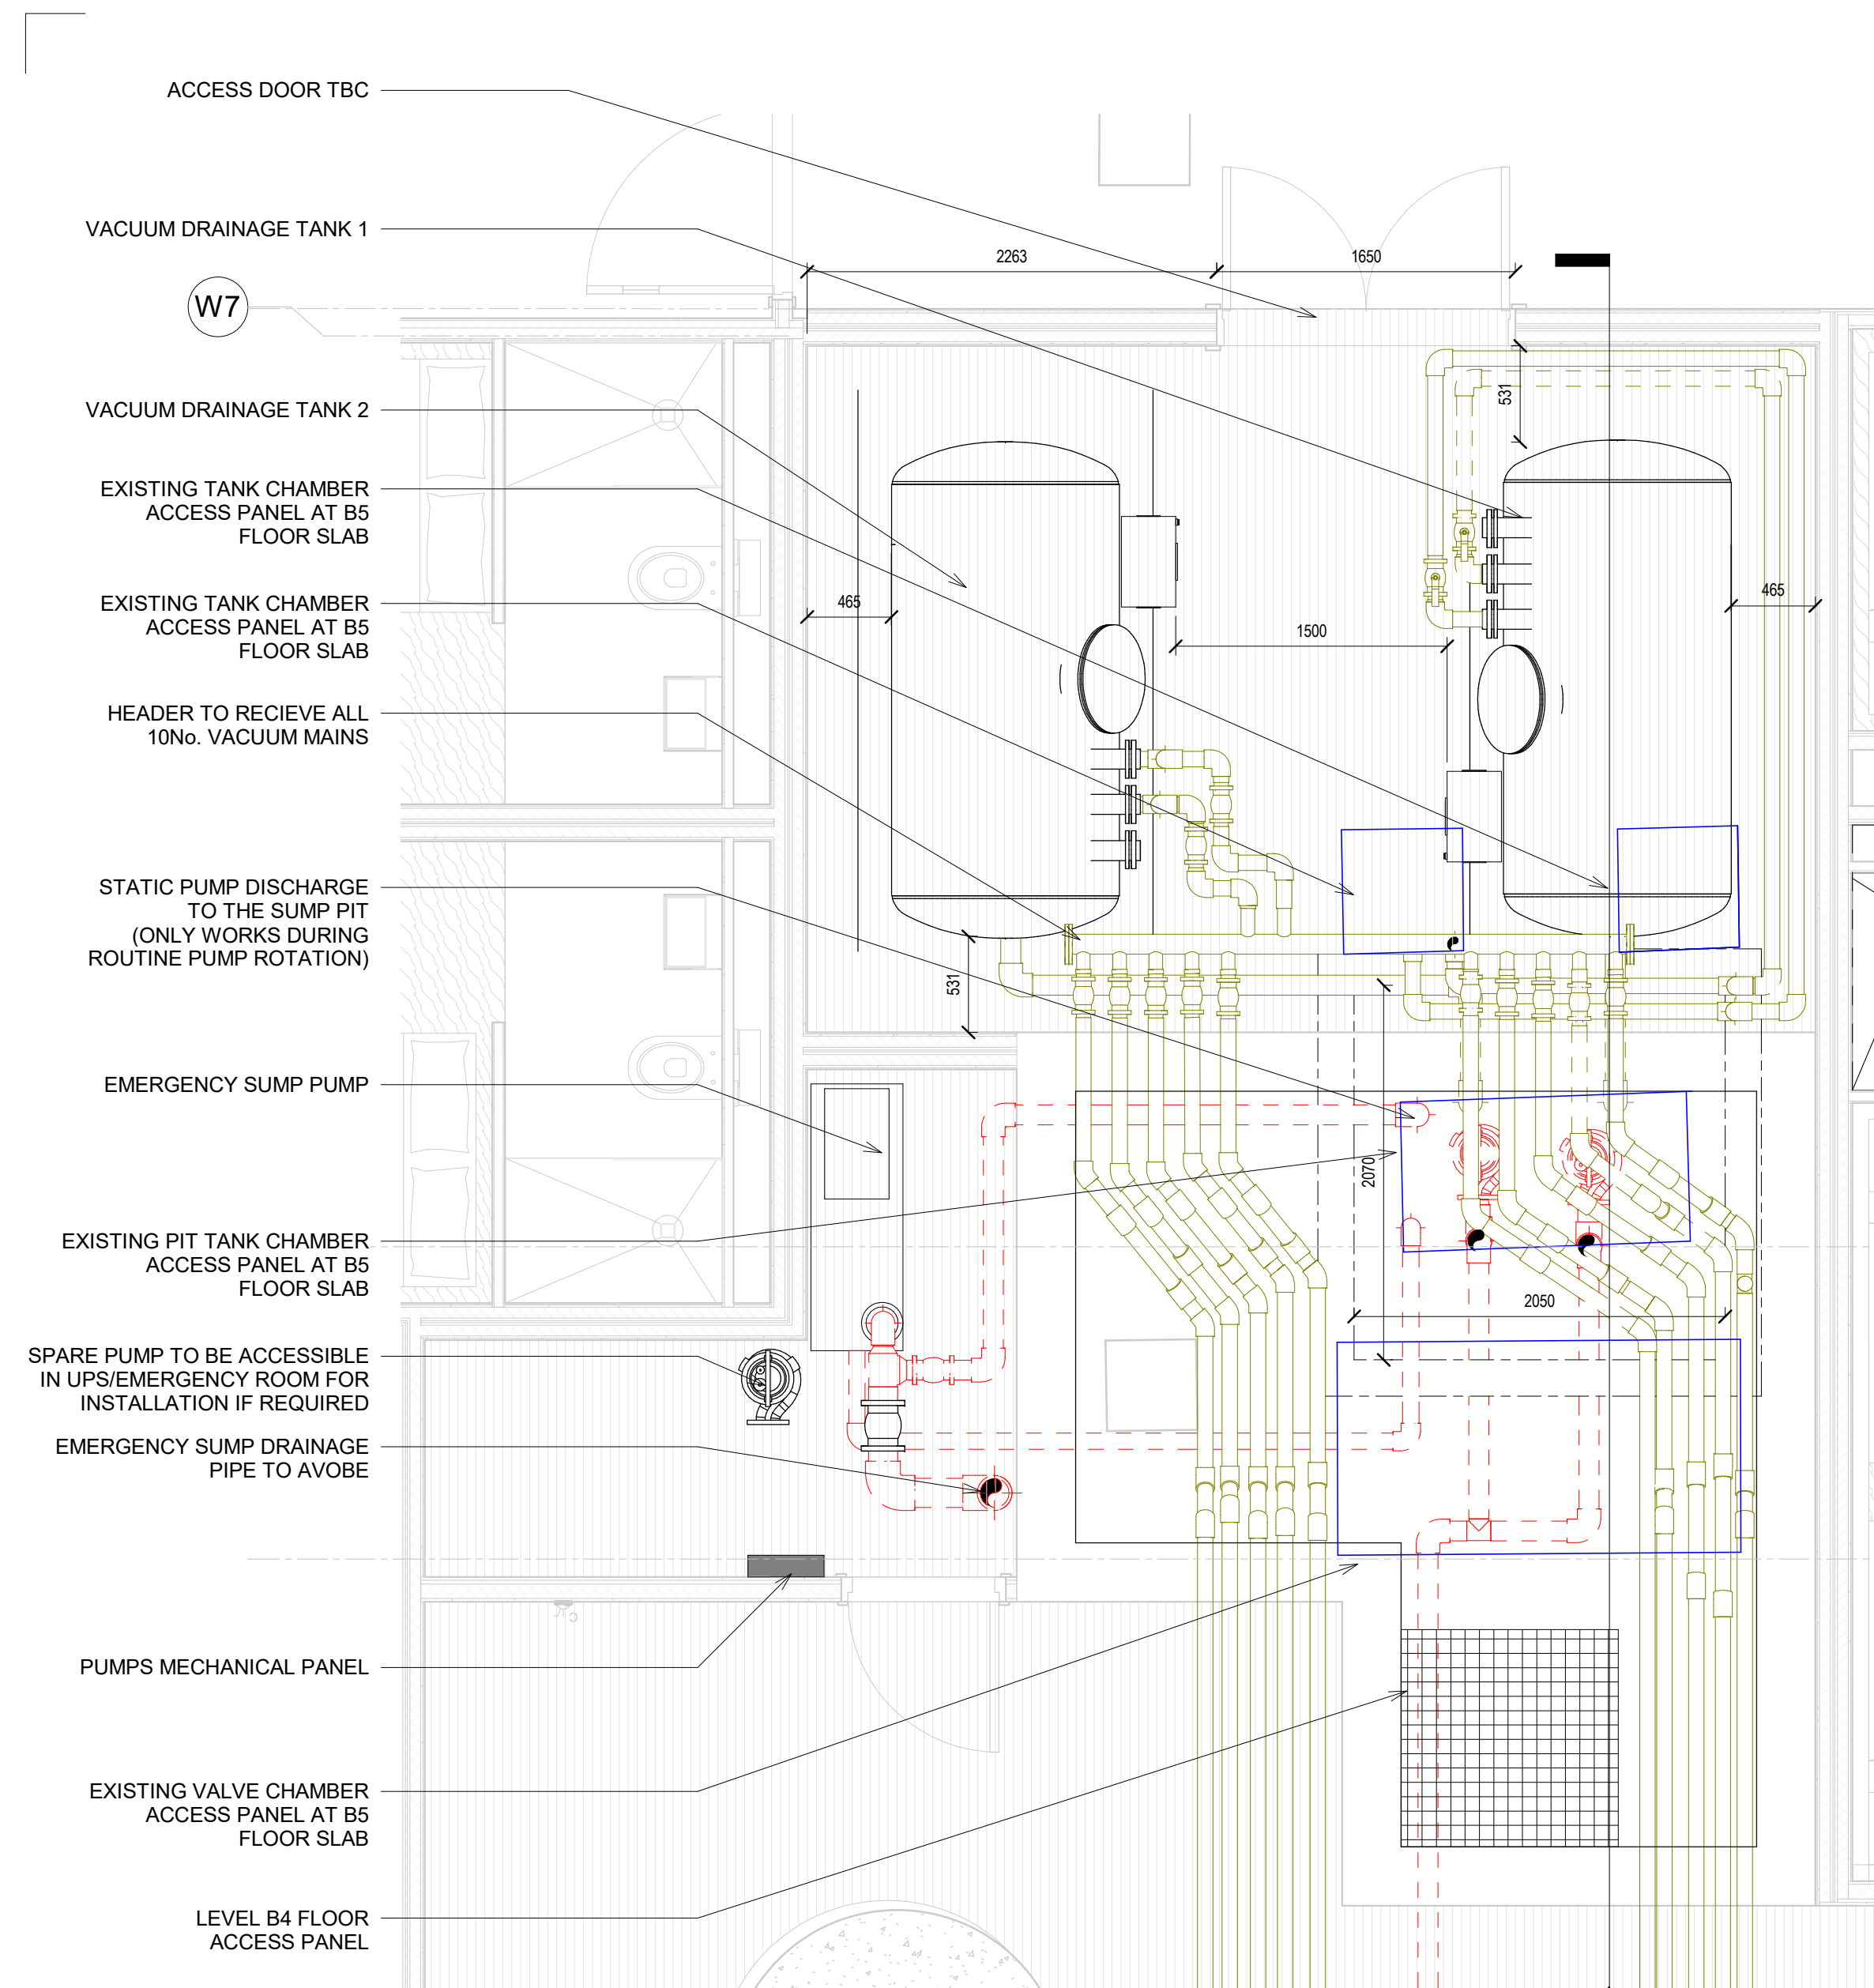 ACCESS DOOR TBC
VACUUM DRAINAGE TANK 1
2263
1650
W7
531
VACUUM DRAINAGE TANK 2
EXISTING TANK CHAMBER
ACCESS PANEL AT B5
FLOOR SLAB
EXISTING TANK CHAMBER
ACCESS PANEL AT B5
FLOOR SLAB
465
1500
465
HEADER TO RECIEVE ALL
10No. VACUUM MAINS
STATIC PUMP DISCHARGE
TO THE SUMP PIT
(ONLY WORKS DURING
ROUTINE PUMP ROTATION)
531
EMERGENCY SUMP PUMP
2070
EXISTING PIT TANK CHAMBER
ACCESS PANEL AT B5
FLOOR SLAB
2050
SPARE PUMP TO BE ACCESSIBLE
IN UPS/EMERGENCY ROOM FOR
INSTALLATION IF REQUIRED
EMERGENCY SUMP DRAINAGE
PIPE TO AVOBE
PUMPS MECHANICAL PANEL
EXISTING VALVE CHAMBER
ACCESS PANEL AT B5
FLOOR SLAB
LEVEL B4 FLOOR
ACCESS PANEL